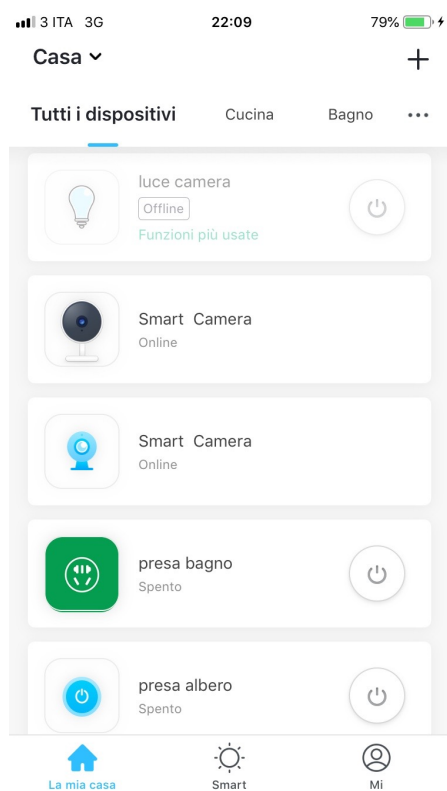 3 ITA 3G 22:09 79%
Casa
Tutti i dispositivi Cucina Bagno
luce camera
Offline
Funzioni più usate
Smart Camera
Online
Smart Camera
Online
presa bagno
Spento
presa albero
Spento
La mia casa Smart Mi